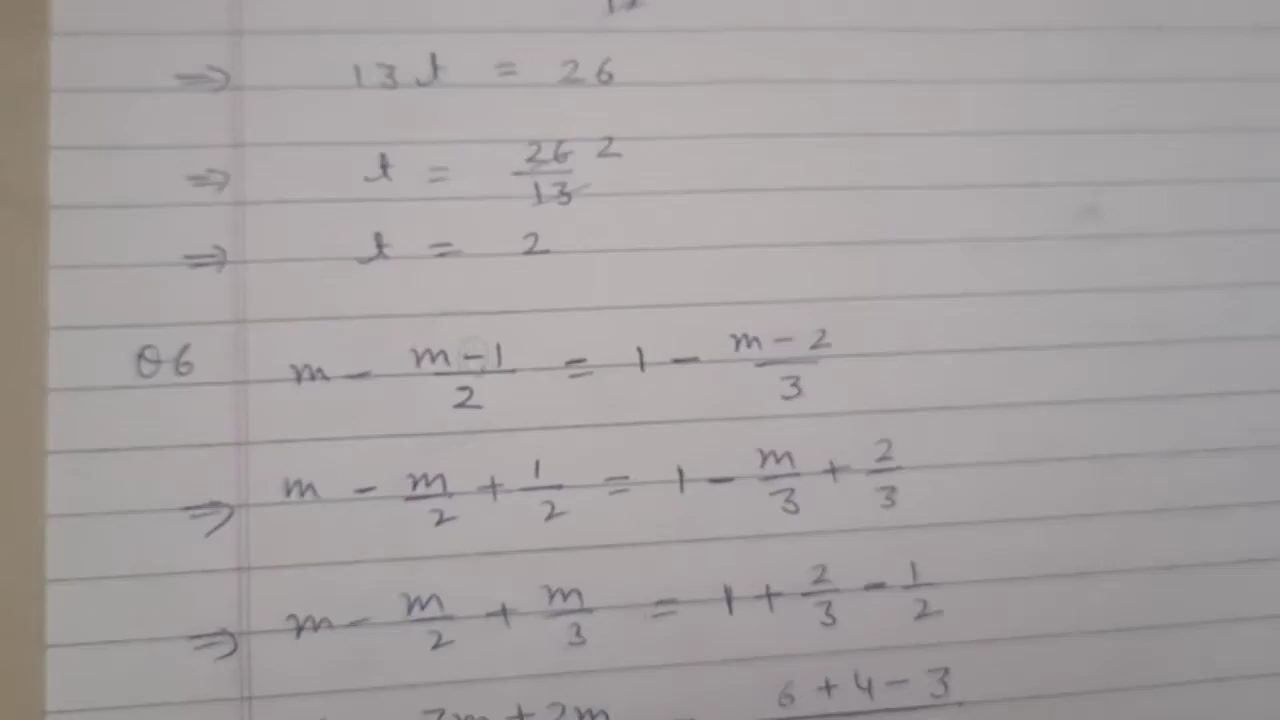 ⇒ 13t = 26
⇒ t = 26/13 2
⇒ t = 2
Q6 m - (m-1)/2 = 1 - (m-2)/3
⇒ m - m/2 + 1/2 = 1 - m/3 + 2/3
⇒ m - m/2 + m/3 = 1 + 2/3 - 1/2
+ 2m = 6 + 4 - 3